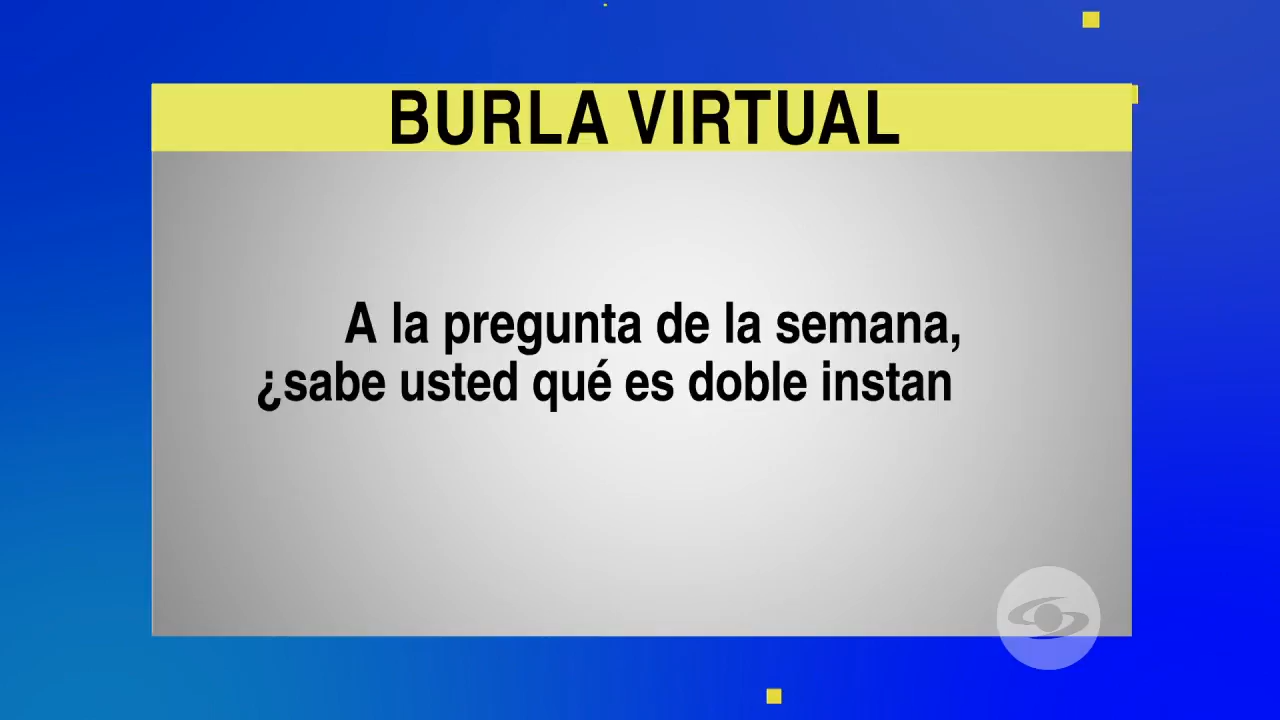 BURLA VIRTUAL
A la pregunta de la semana,
¿sabe usted qué es doble instan